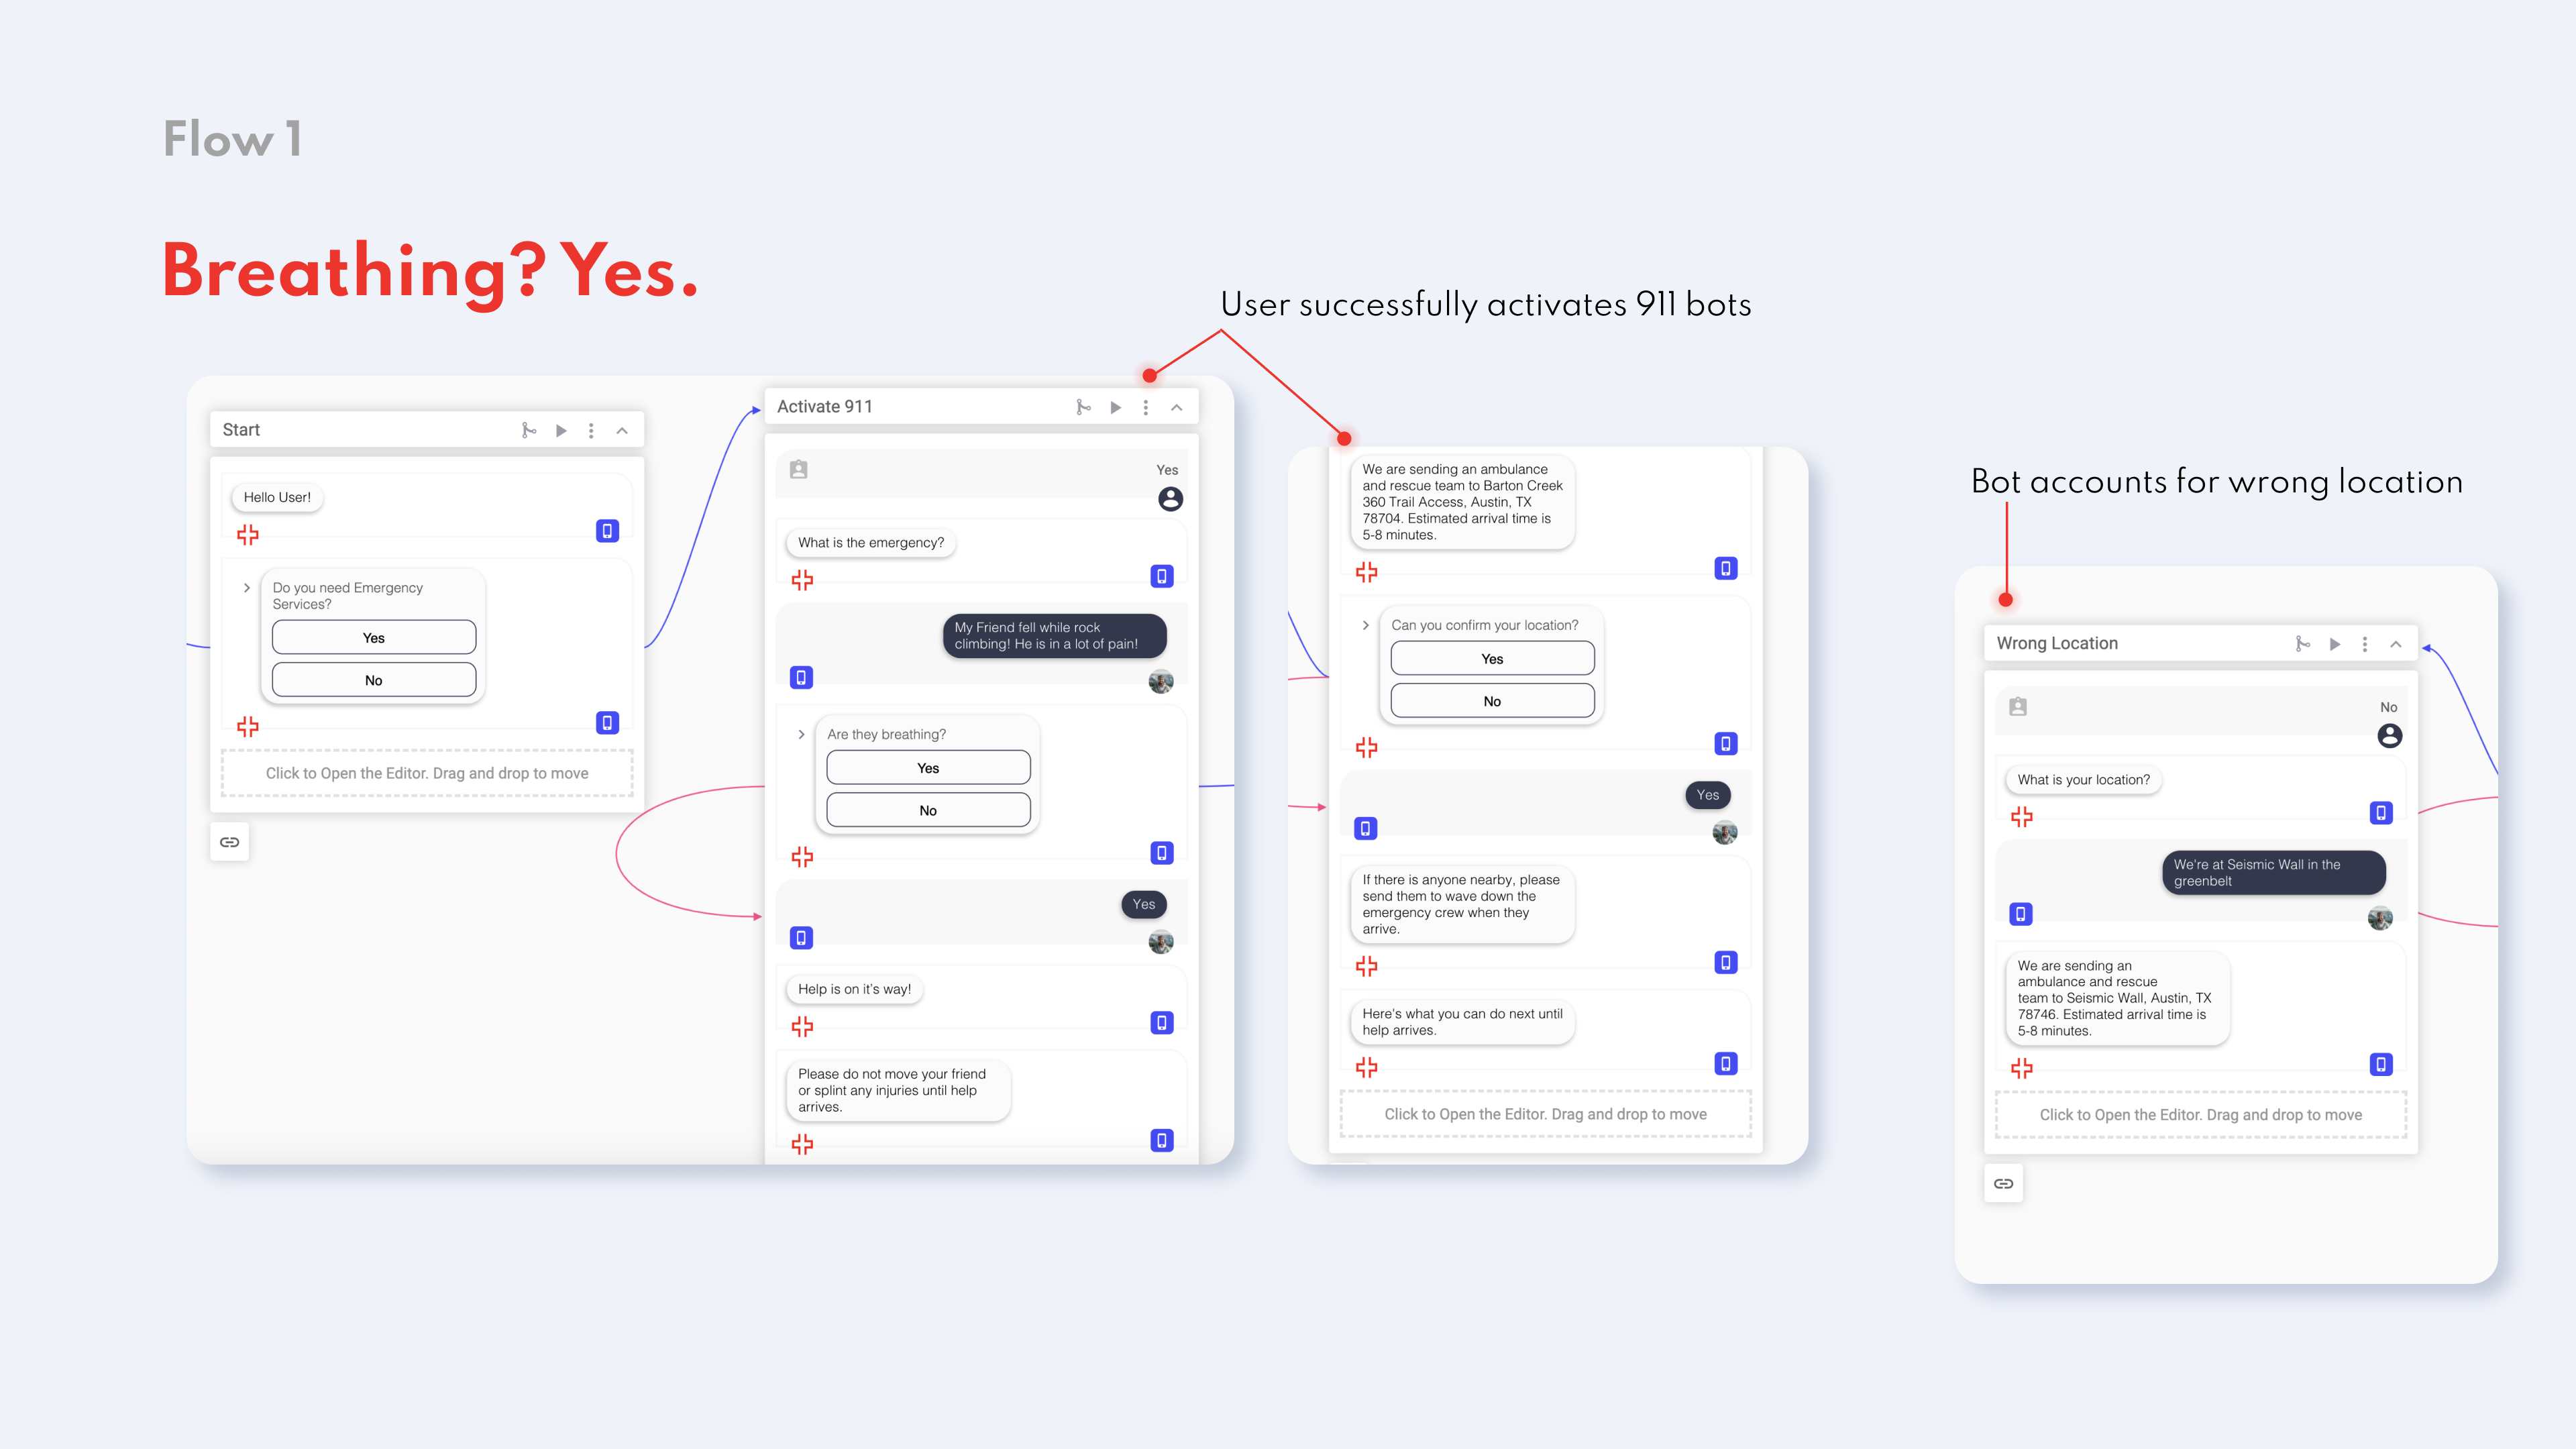 Flow 1
Breathing? Yes.
User successfully activates 911 bots
Bot accounts for wrong location
Start
Hello User!
Do you need Emergency
Services?
Yes
No
Click to Open the Editor. Drag and drop to move
Activate 911
Yes
What is the emergency?
My Friend fell while rock
climbing! He is in a lot of pain!
Are they breathing?
Yes
No
Yes
Help is on it's way!
Please do not move your friend
or splint any injuries until help
arrives.
We are sending an ambulance
and rescue team to Barton Creek
360 Trail Access, Austin, TX
78704. Estimated arrival time is
5-8 minutes.
Can you confirm your location?
Yes
No
Yes
If there is anyone nearby, please
send them to wave down the
emergency crew when they
arrive.
Here's what you can do next until
help arrives.
Click to Open the Editor. Drag and drop to move
Wrong Location
No
What is your location?
We're at Seismic Wall in the
greenbelt
We are sending an
ambulance and rescue
team to Seismic Wall, Austin, TX
78746. Estimated arrival time is
5-8 minutes.
Click to Open the Editor. Drag and drop to move